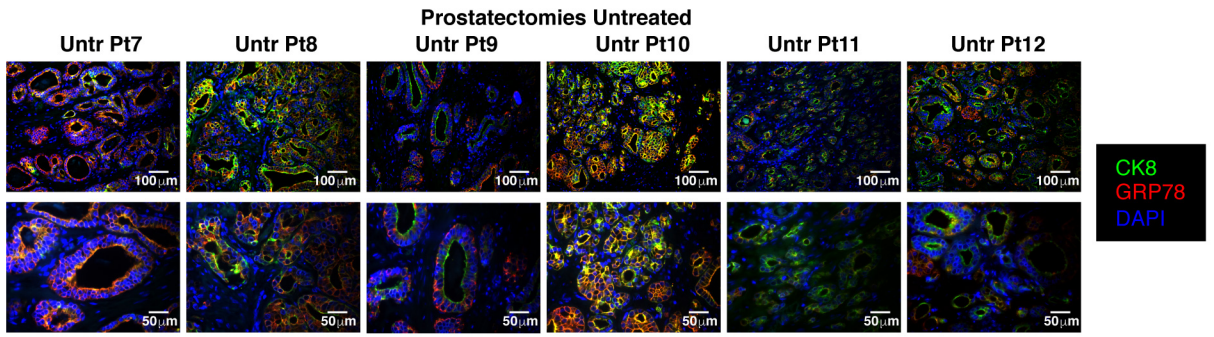 Prostatectomies Untreated
Untr Pt7 Untr Pt8 Untr Pt9 Untr Pt10 Untr Pt11 Untr Pt12
100µm 100µm 100µm 100µm 100µm 100µm
50µm 50µm 50µm 50µm 50µm 50µm
CK8
GRP78
DAPI